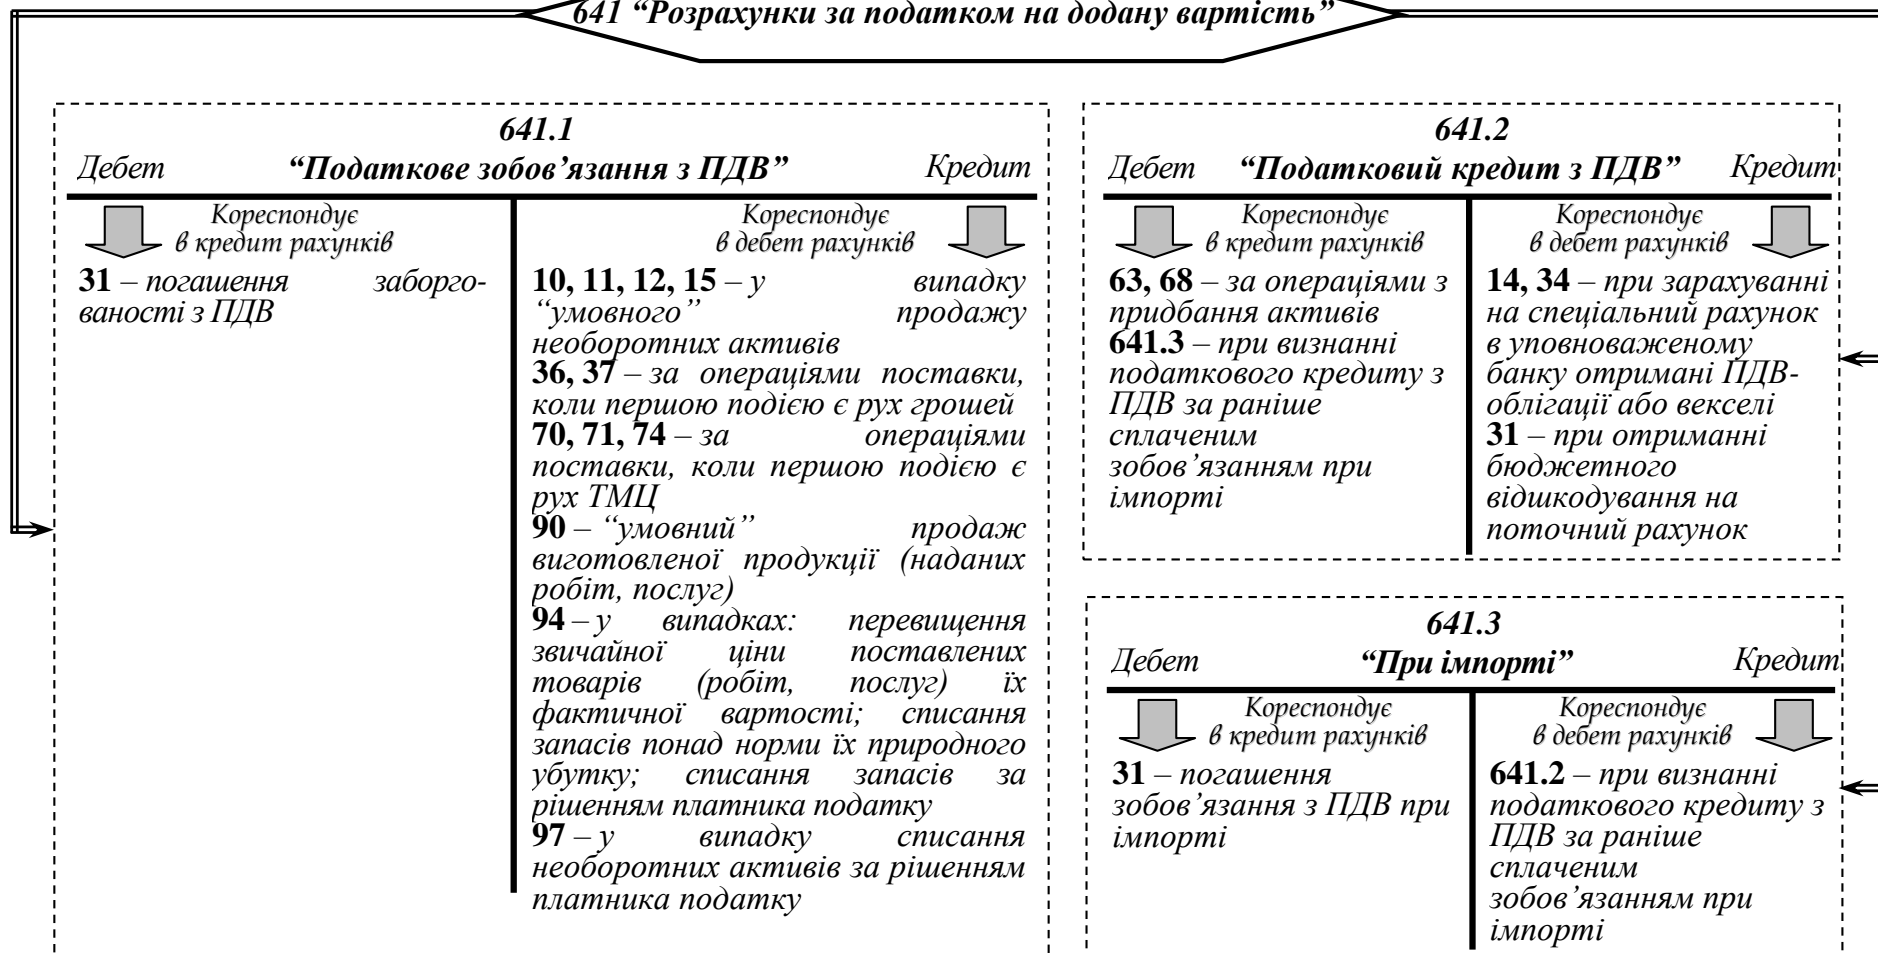 641 “Розрахунки за податком на додану вартість”
641.1
Дебет “Податкове зобов’язання з ПДВ” Кредит
Кореспондує
в кредит рахунків
31 – погашення заборго-
ваності з ПДВ
Кореспондує
в дебет рахунків
10, 11, 12, 15 – у випадку
“умовного” продажу
необоротних активів
36, 37 – за операціями поставки,
коли першою подією є рух грошей
70, 71, 74 – за операціями
поставки, коли першою подією є
рух ТМЦ
90 – “умовний” продаж
виготовленої продукції (наданих
робіт, послуг)
94 – у випадках: перевищення
звичайної ціни поставлених
товарів (робіт, послуг) їх
фактичної вартості; списання
запасів понад норми їх природного
убутку; списання запасів за
рішенням платника податку
97 – у випадку списання
необоротних активів за рішенням
платника податку
641.2
Дебет “Податковий кредит з ПДВ” Кредит
Кореспондує
в кредит рахунків
63, 68 – за операціями з
придбання активів
641.3 – при визнанні
податкового кредиту з
ПДВ за раніше
сплаченим
зобов’язанням при
імпорті
Кореспондує
в дебет рахунків
14, 34 – при зарахуванні
на спеціальний рахунок
в уповноваженому
банку отримані ПДВ-
облігації або векселі
31 – при отриманні
бюджетного
відшкодування на
поточний рахунок
641.3
Дебет “При імпорті” Кредит
Кореспондує
в кредит рахунків
31 – погашення
зобов’язання з ПДВ при
імпорті
Кореспондує
в дебет рахунків
641.2 – при визнанні
податкового кредиту з
ПДВ за раніше
сплаченим
зобов’язанням при
імпорті